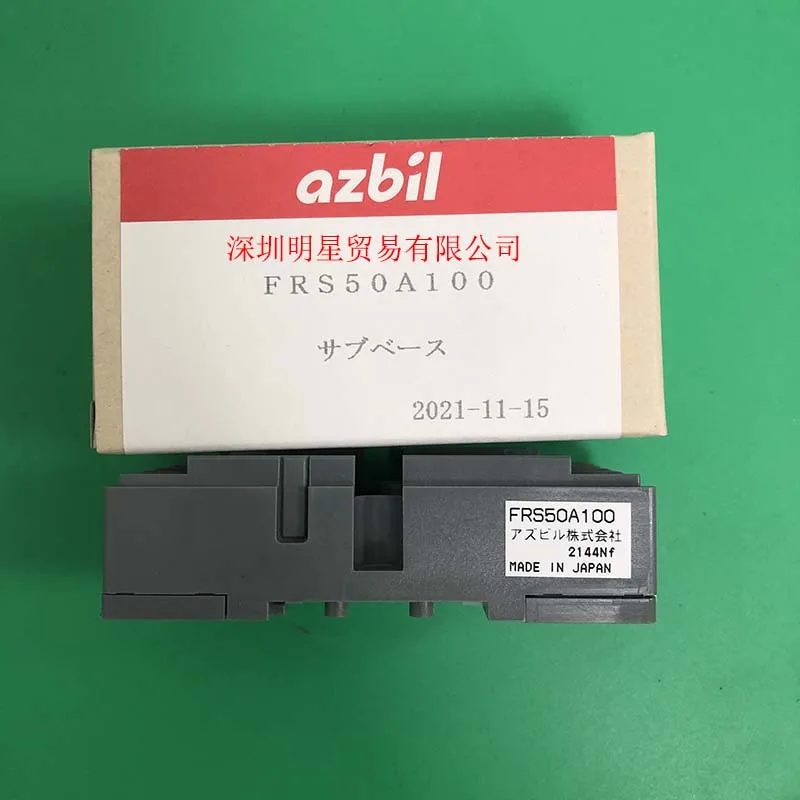 azbil
深圳明星贸易有限公司
FRS50A100
サブベース
2021-11-15
FRS50A100
アズビル株式会社
2144Nf
MADE IN JAPAN